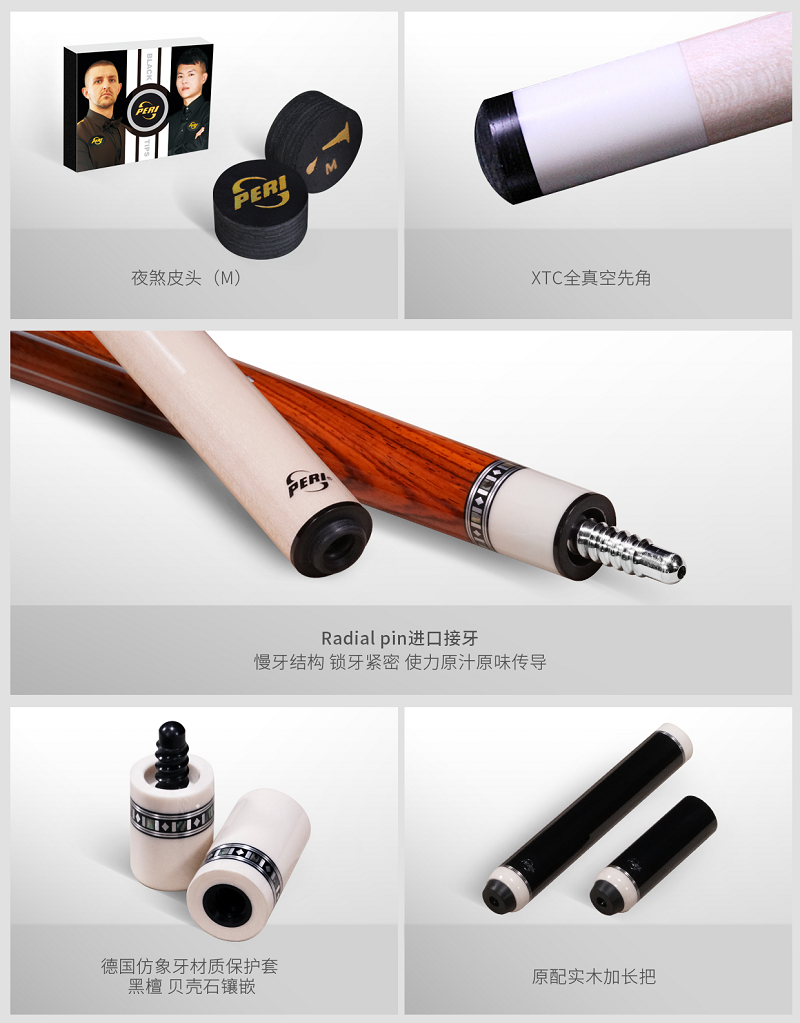 BLACK
PERI
TIPS
PERI
M
夜煞皮头（M）
XTC全真空先角
PERI
Radial pin进口接牙
慢牙结构 锁牙紧密 使力原汁原味传导
德国仿象牙材质保护套
黑檀 贝壳石镶嵌
原配实木加长把